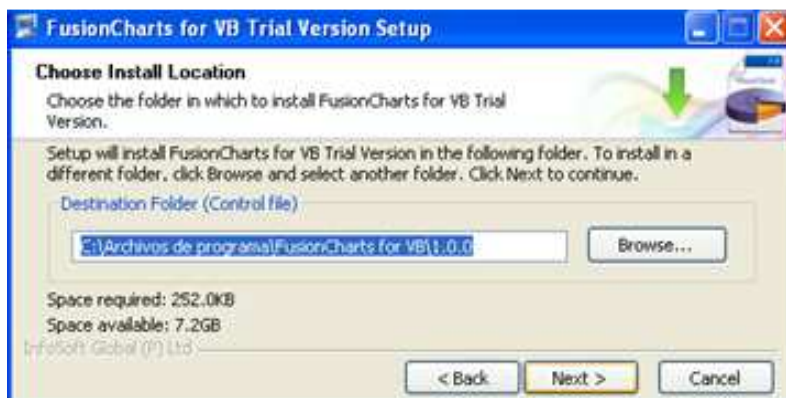 FusionCharts for VB Trial Version Setup
Choose Install Location
Choose the folder in which to install FusionCharts for VB Trial
Version.
Setup will install FusionCharts for VB Trial Version in the following folder. To install in a
different folder, click Browse and select another folder. Click Next to continue.
Destination Folder (Control file)
C:\Archivos de programa\FusionCharts for VB\1.0.0
Browse...
Space required: 252.0KB
Space available: 7.2GB
InfoSoft Global (P) Ltd
< Back
Next >
Cancel